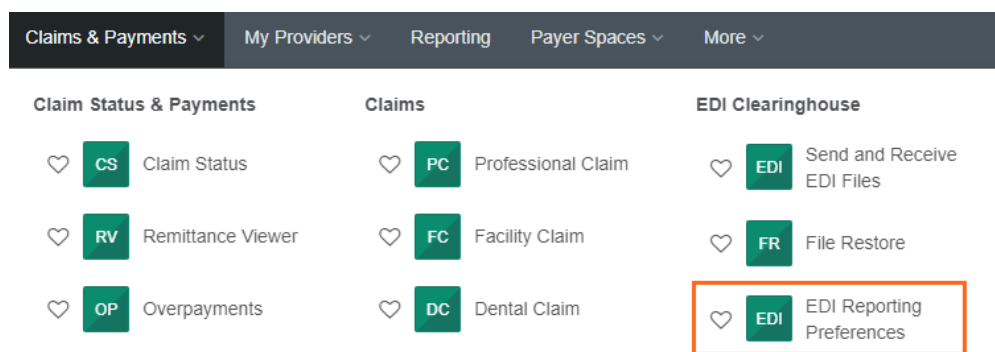 Claims & Payments My Providers Reporting Payer Spaces More
Claim Status & Payments
CS Claim Status
RV Remittance Viewer
OP Overpayments
Claims
PC Professional Claim
FC Facility Claim
DC Dental Claim
EDI Clearinghouse
EDI Send and Receive
EDI Files
FR File Restore
EDI EDI Reporting
Preferences